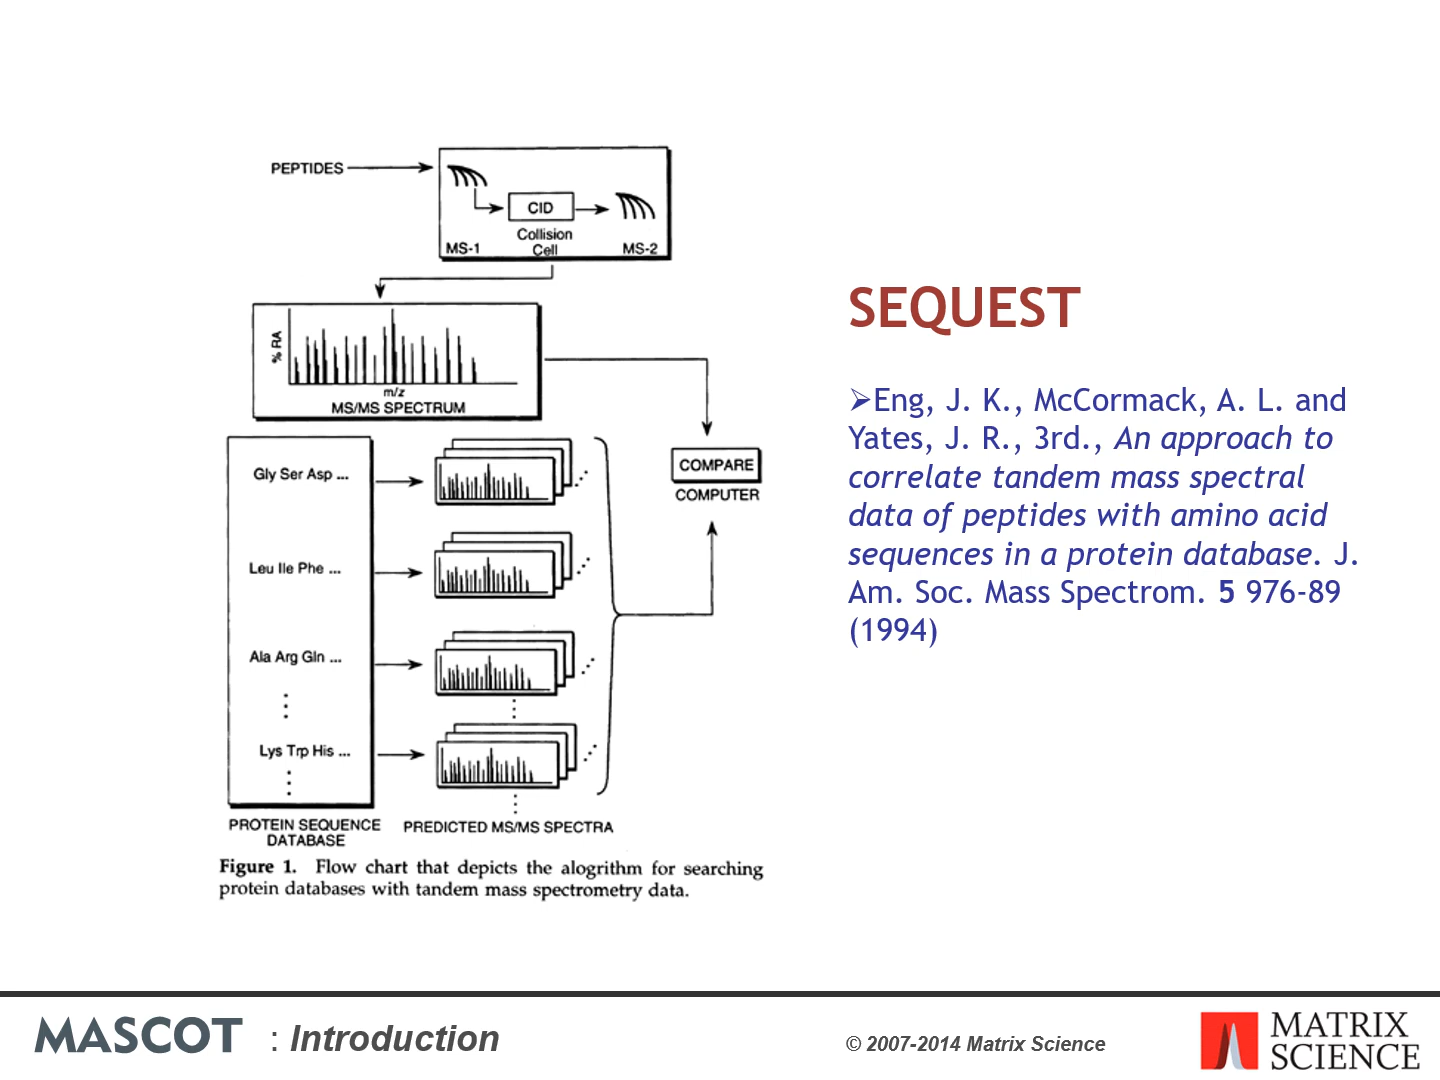 PEPTIDES
CID
Collision
Cell
MS-1
MS-2
% RA
m/z
MS/MS SPECTRUM
Gly Ser Asp ...
Leu Ile Phe ...
Ala Arg Gln ...
Lys Trp His ...
COMPARE
COMPUTER
PROTEIN SEQUENCE
DATABASE
PREDICTED MS/MS SPECTRA
Figure 1. Flow chart that depicts the alogrithm for searching
protein databases with tandem mass spectrometry data.
SEQUEST
➢Eng, J. K., McCormack, A. L. and
Yates, J. R., 3rd., An approach to
correlate tandem mass spectral
data of peptides with amino acid
sequences in a protein database. J.
Am. Soc. Mass Spectrom. 5 976-89
(1994)
MASCOT : Introduction
© 2007-2014 Matrix Science
MATRIX
SCIENCE